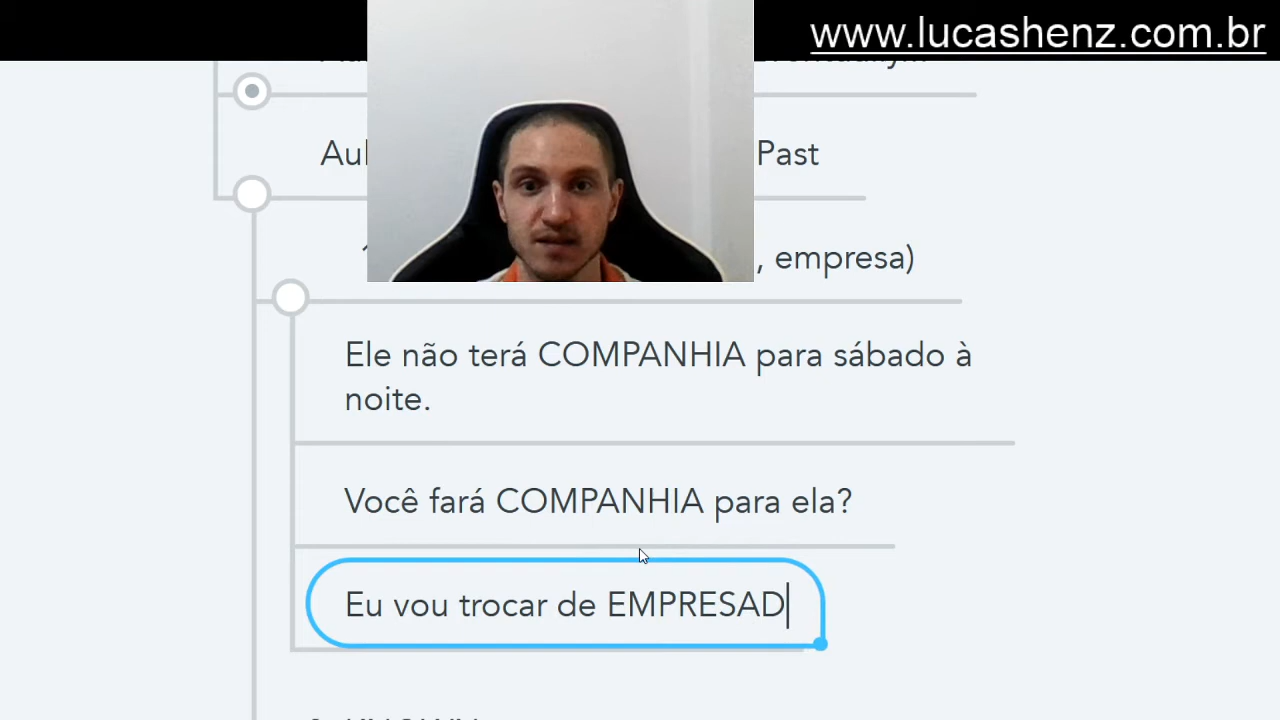 www.lucashenz.com.br
Past
, empresa)
Ele não terá COMPANHIA para sábado à
noite.
Você fará COMPANHIA para ela?
Eu vou trocar de EMPRESAD